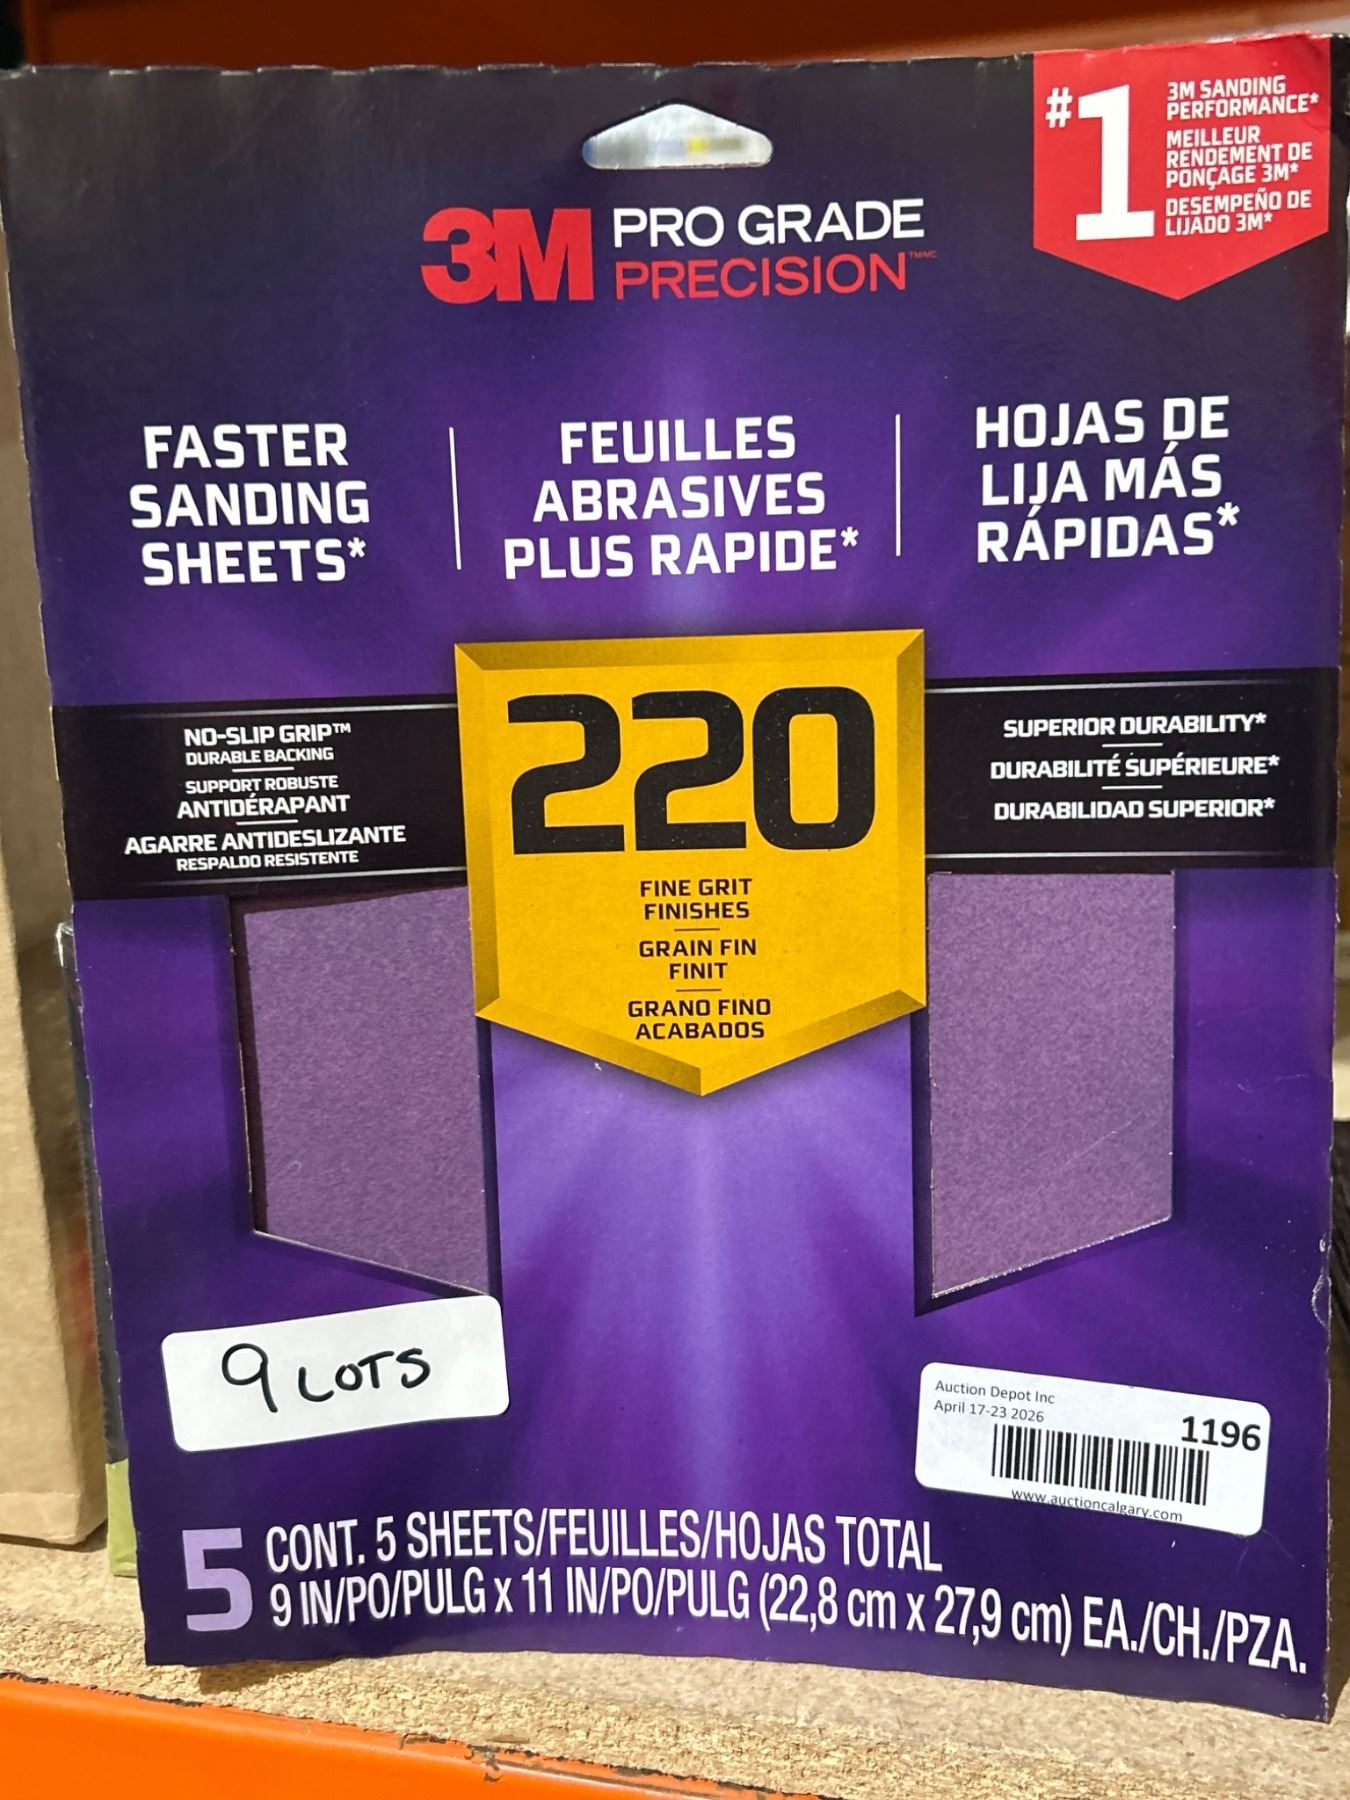 #1
3M SANDING
PERFORMANCE*
MEILLEUR
RENDEMENT DE
PONÇAGE 3M*
DESEMPEÑO DE
LIJADO 3M*
3M PRO GRADE
PRECISION™/MC
FASTER
SANDING
SHEETS*
FEUILLES
ABRASIVES
PLUS RAPIDE*
HOJAS DE
LIJA MÁS
RÁPIDAS*
NO-SLIP GRIP™
DURABLE BACKING
SUPPORT ROBUSTE
ANTIDÉRAPANT
AGARRE ANTIDESLIZANTE
RESPALDO RESISTENTE
220
FINE GRIT
FINISHES
GRAIN FIN
FINIT
GRANO FINO
ACABADOS
SUPERIOR DURABILITY*
DURABILITÉ SUPÉRIEURE*
DURABILIDAD SUPERIOR*
9 LOTS
Auction Depot Inc
April 17-23 2026
1196
www.auctioncalgary.com
5
CONT. 5 SHEETS/FEUILLES/HOJAS TOTAL
9 IN/PO/PULG x 11 IN/PO/PULG (22,8 cm x 27,9 cm) EA./CH./PZA.